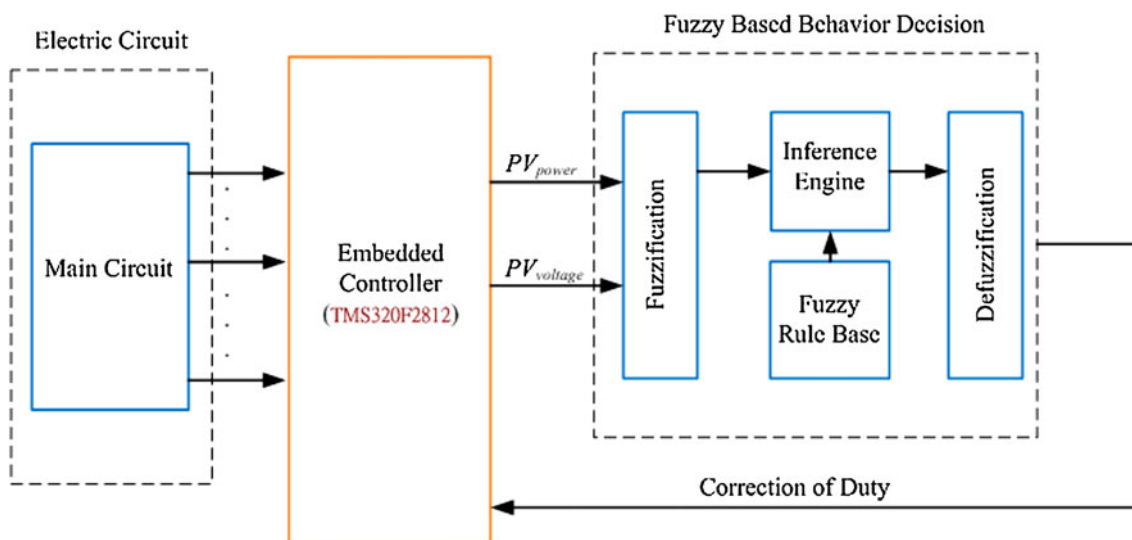 Electric Circuit
Fuzzy Based Behavior Decision
Main Circuit
Embedded
Controller
(TMS320F2812)
PVpower
PVvoltage
Fuzzification
Inference
Engine
Fuzzy
Rule Base
Defuzzification
Correction of Duty